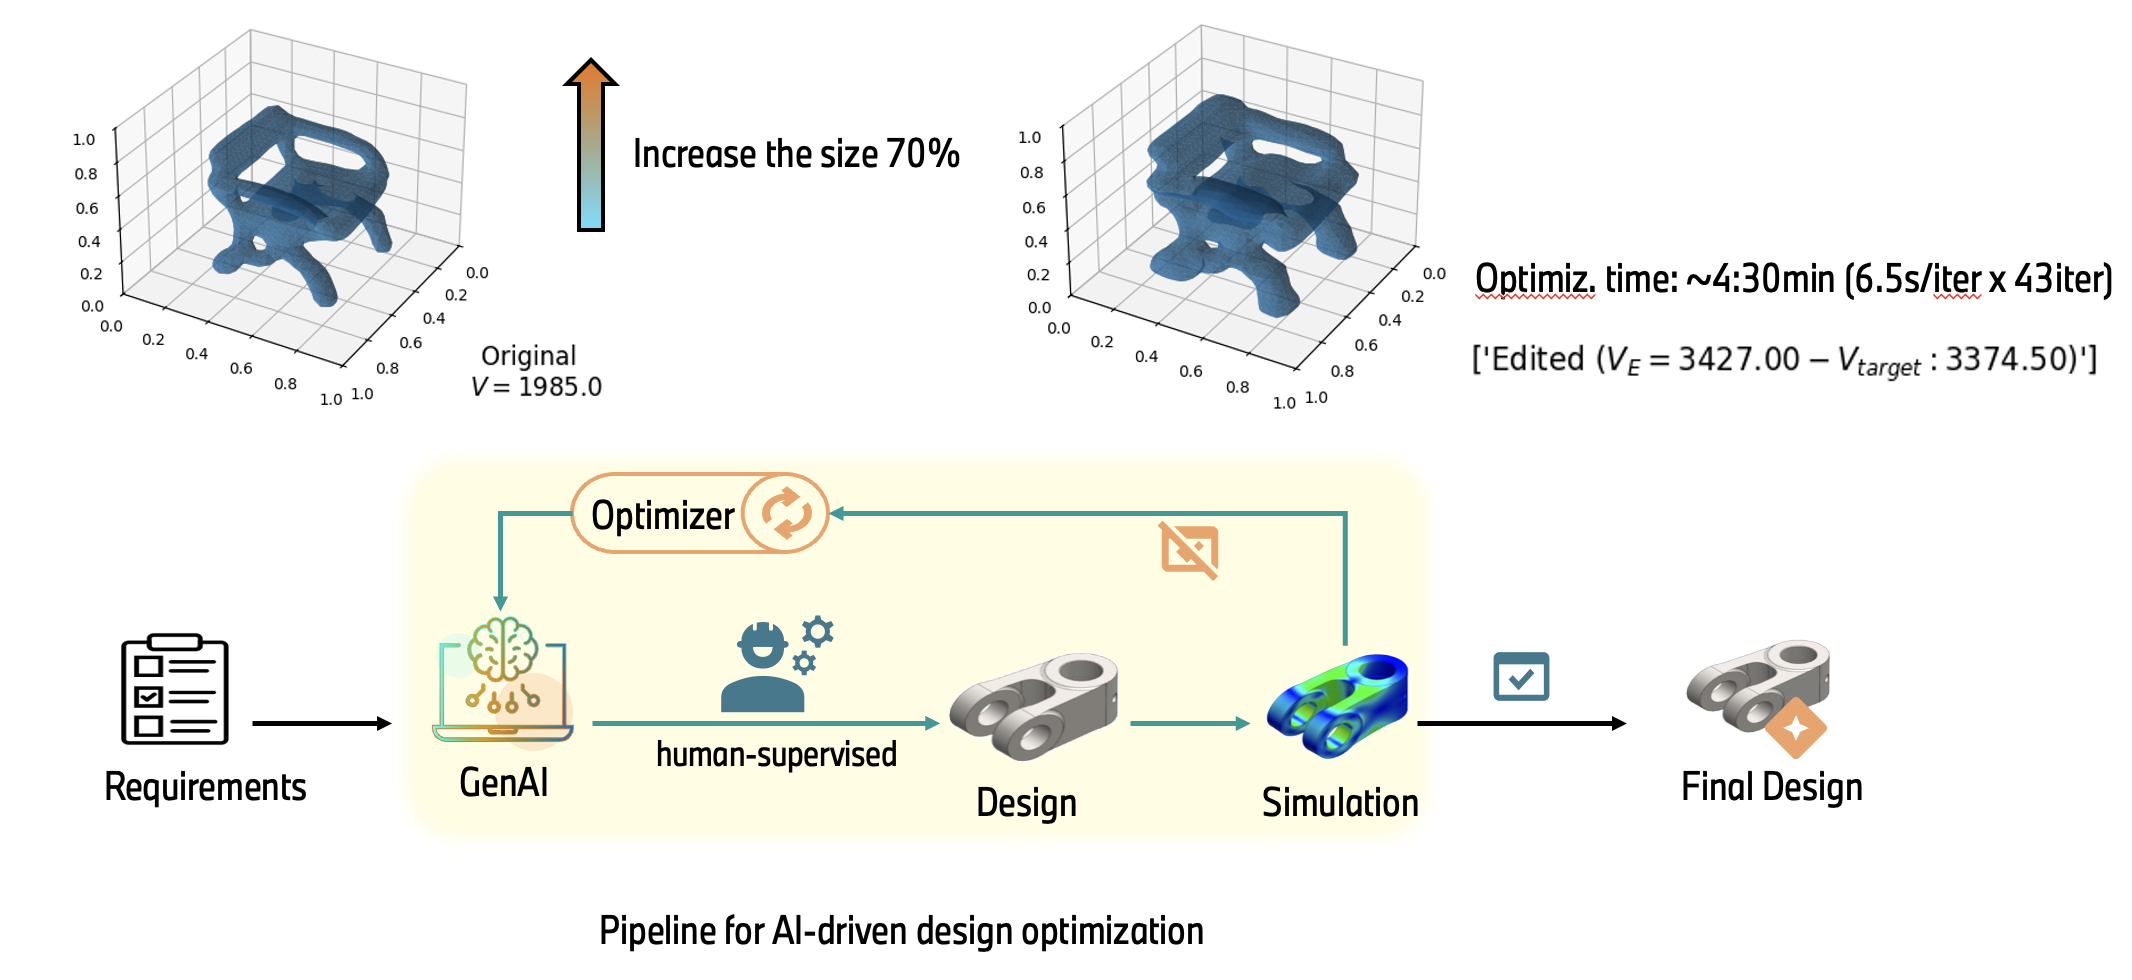 1.0
0.8
0.6
0.4
0.2
0.0
0.0
0.2
0.4
0.6
0.8
1.0
0.0
0.2
0.4
0.6
0.8
1.0
Original
V = 1985.0
Increase the size 70%
1.0
0.8
0.6
0.4
0.2
0.0
0.0
0.2
0.4
0.6
0.8
1.0
0.0
0.2
0.4
0.6
0.8
1.0
Optimiz. time: ~4:30min (6.5s/iter x 43iter)
['Edited (V_E = 3427.00 − V_target : 3374.50)']
Optimizer
Requirements
GenAI
human-supervised
Design
Simulation
Final Design
Pipeline for AI-driven design optimization